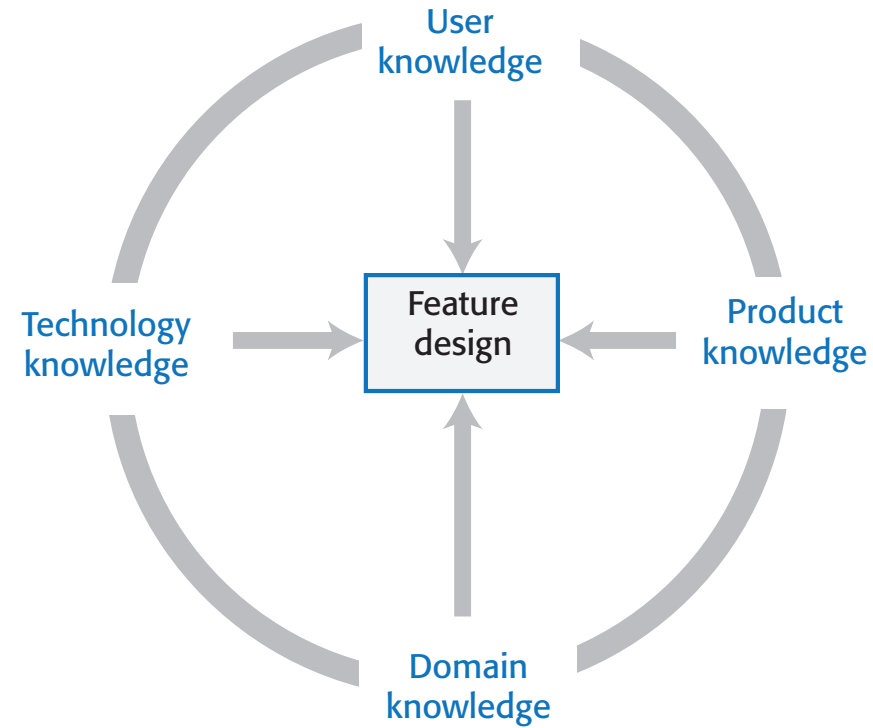 User
knowledge
Technology
knowledge
Feature
design
Product
knowledge
Domain
knowledge